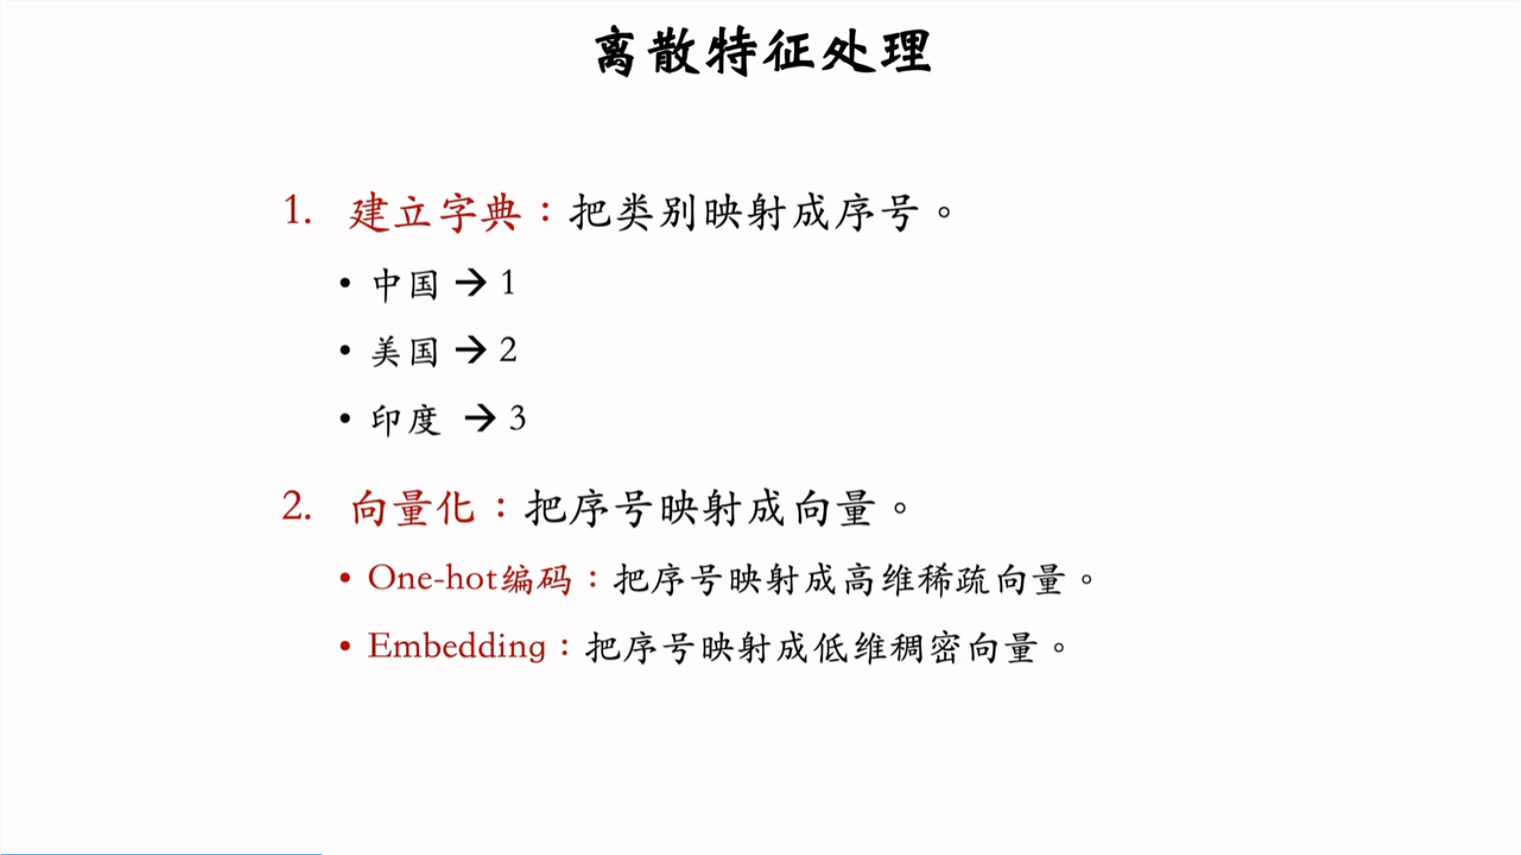 离散特征处理
1. 建立字典：把类别映射成序号。
• 中国 → 1
• 美国 → 2
• 印度 → 3
2. 向量化：把序号映射成向量。
• One-hot编码：把序号映射成高维稀疏向量。
• Embedding：把序号映射成低维稠密向量。